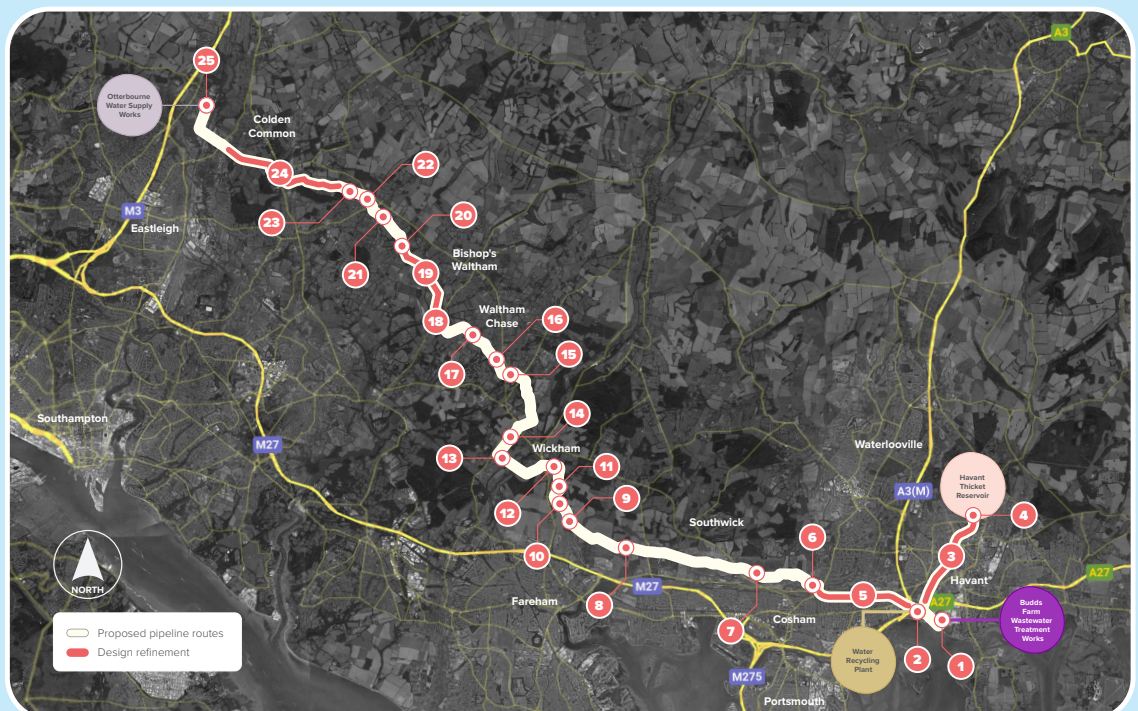 A3
25
Otterbourne
Water Supply
Works
Colden
Common
22
24
M3
Eastleigh
23
20
21
Bishop's
Waltham
19
Waltham
Chase
16
18
15
17
Southampton
14
M27
13
Wickham
Waterlooville
11
12
9
A3(M)
Havant
Thicket
Reservoir
4
Southwick
6
10
3
NORTH
M27
Havant
A27
8
Fareham
5
A27
Budds
Farm
Wastewater
Treatment
Works
Proposed pipeline routes
Design refinement
7
Cosham
Water
Recycling
Plant
2
1
M275
Portsmouth